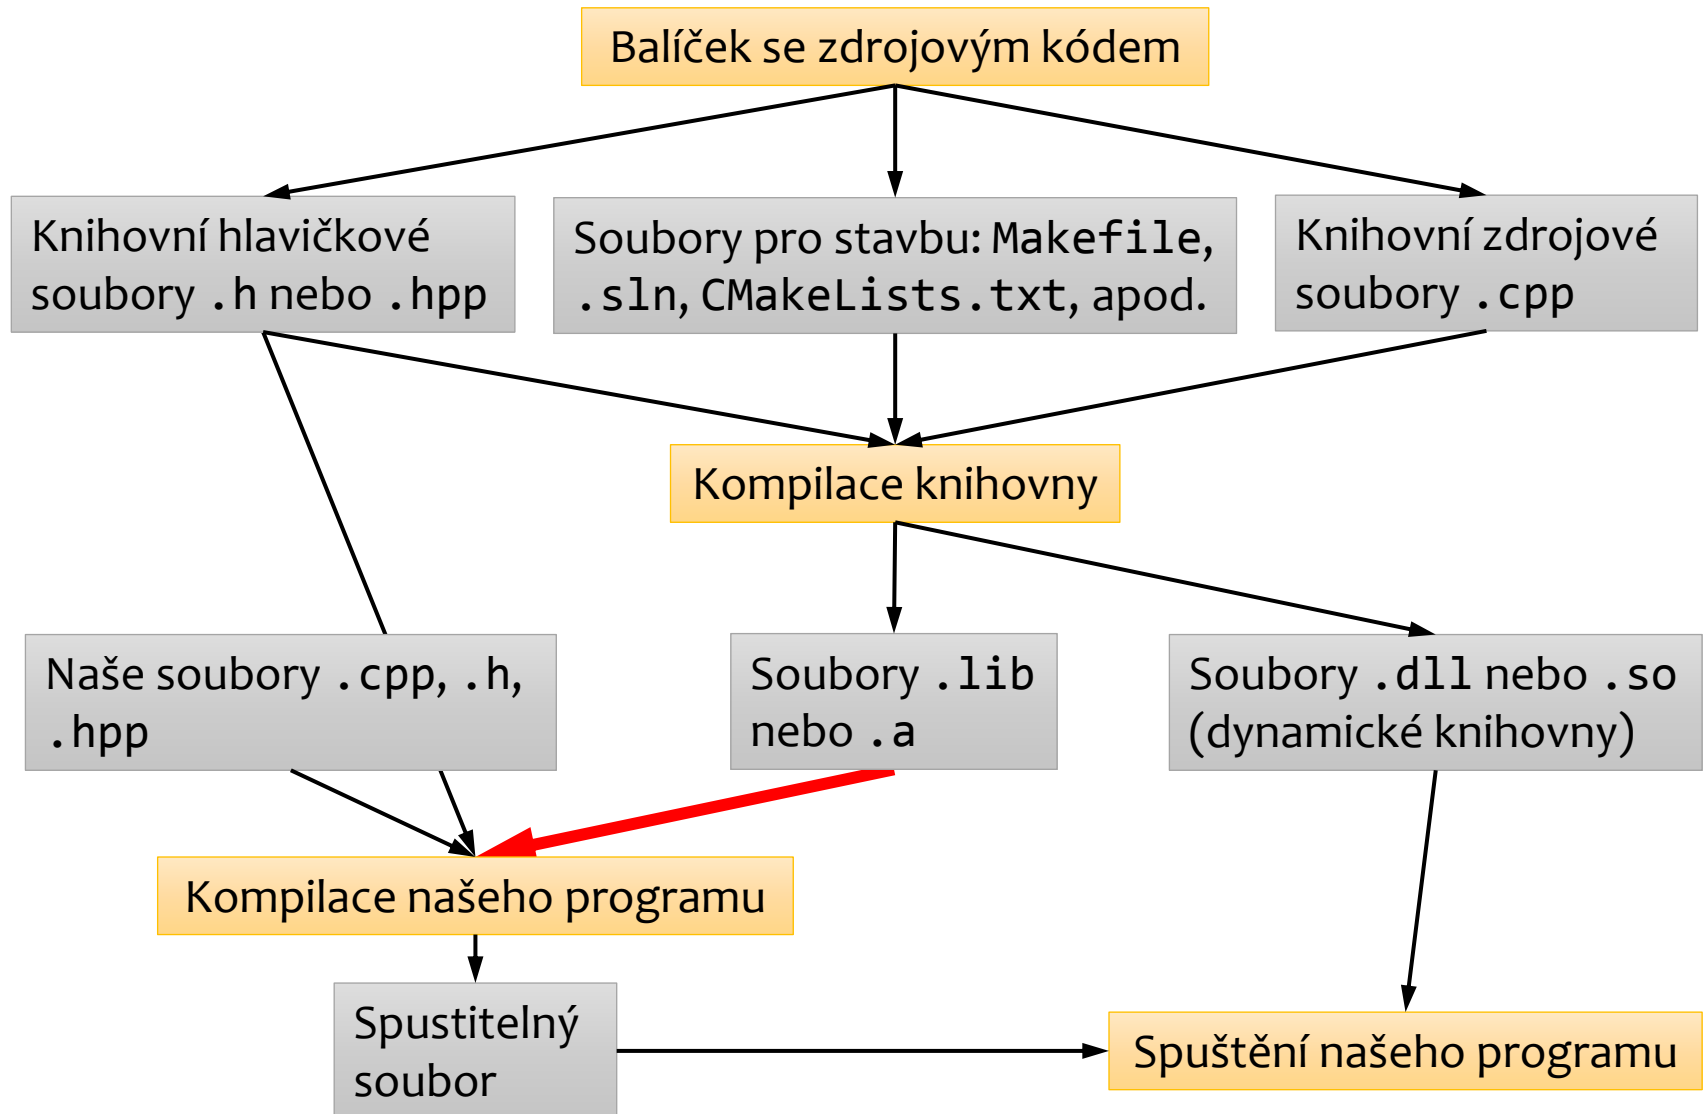 Balíček se zdrojovým kódem
Knihovní hlavičkové
soubory .h nebo .hpp
Soubory pro stavbu: Makefile,
.sln, CMakeLists.txt, apod.
Knihovní zdrojové
soubory .cpp
Kompilace knihovny
Naše soubory .cpp, .h,
.hpp
Soubory .lib
nebo .a
Soubory .dll nebo .so
(dynamické knihovny)
Kompilace našeho programu
Spustitelný
soubor
Spuštění našeho programu